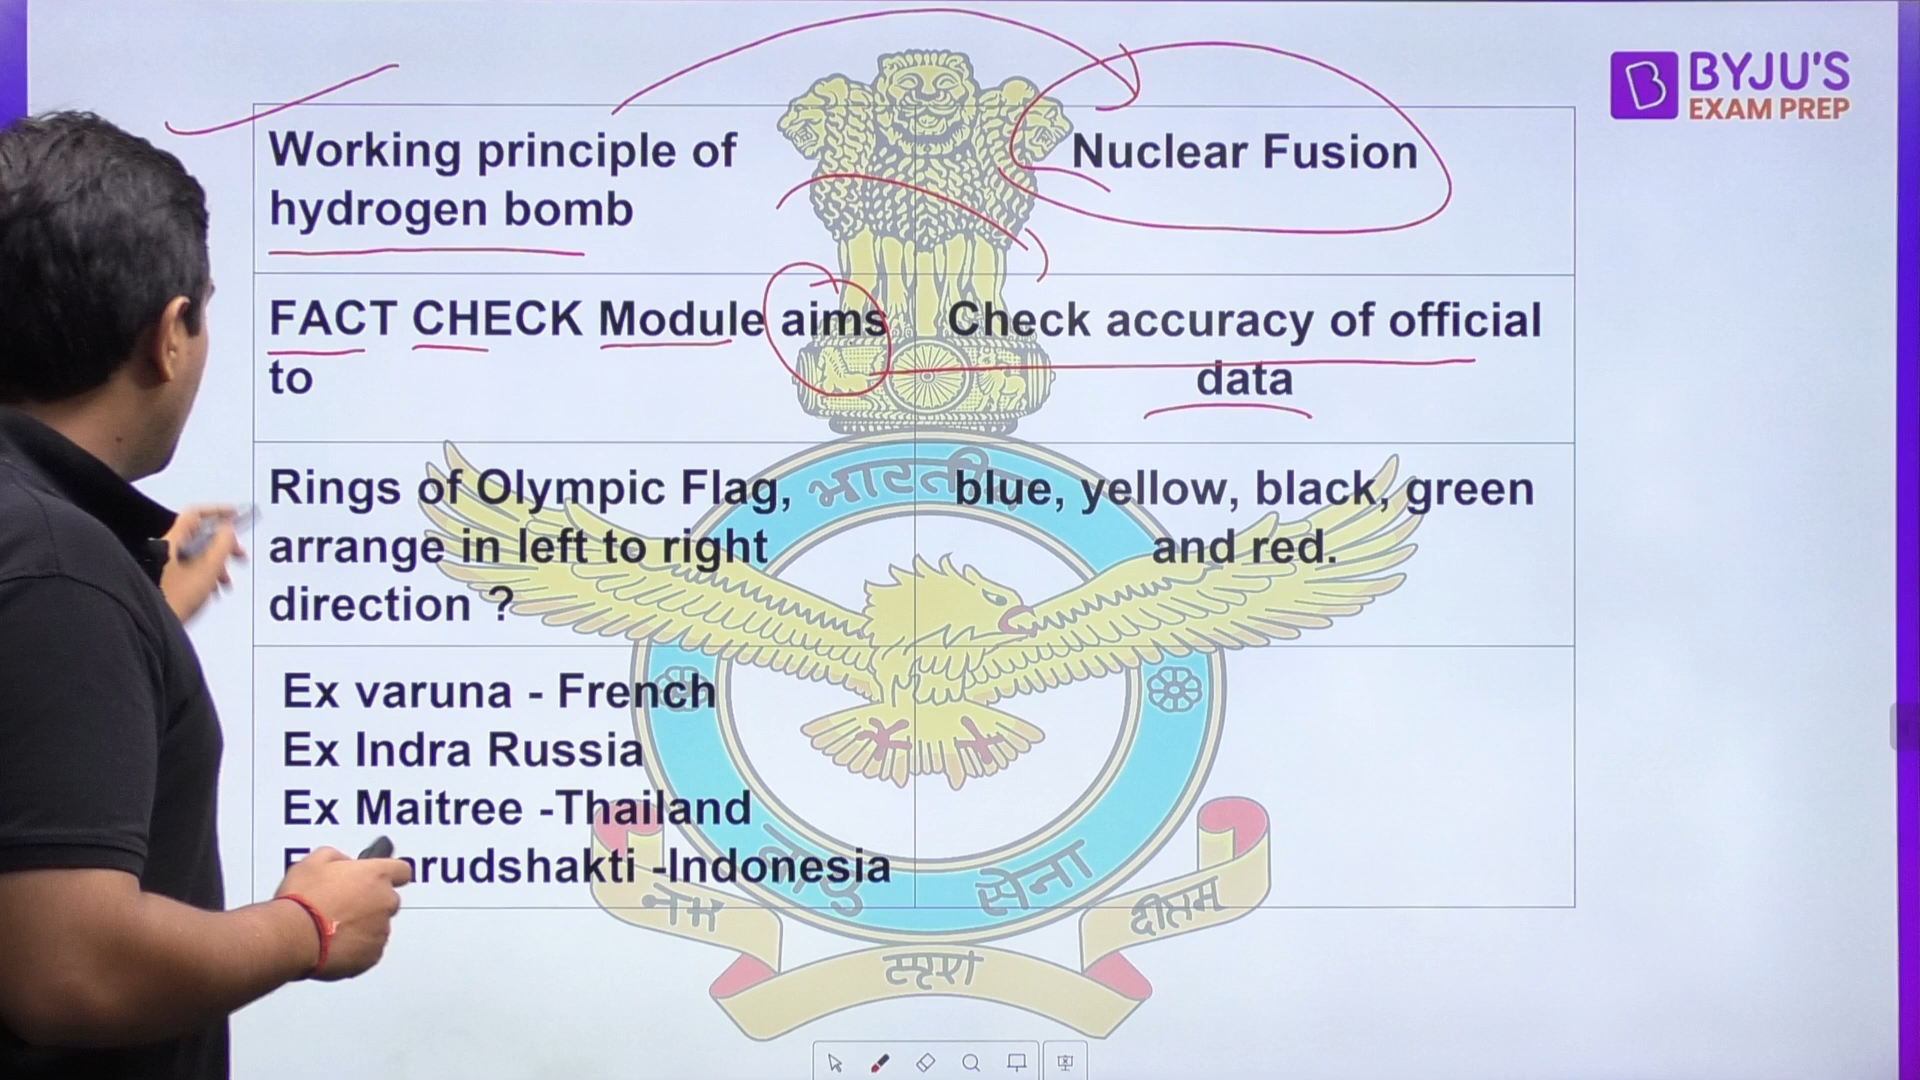 BYJU'S
EXAM PREP
Working principle of
hydrogen bomb
Nuclear Fusion
FACT CHECK Module aims
to
Check accuracy of official
data
Rings of Olympic Flag,
arrange in left to right
direction ?
blue, yellow, black, green
and red.
Ex varuna - French
Ex Indra Russia
Ex Maitree -Thailand
-Indonesia
भारतीय
वायु सेना
नभः स्पृशं दीप्तम्